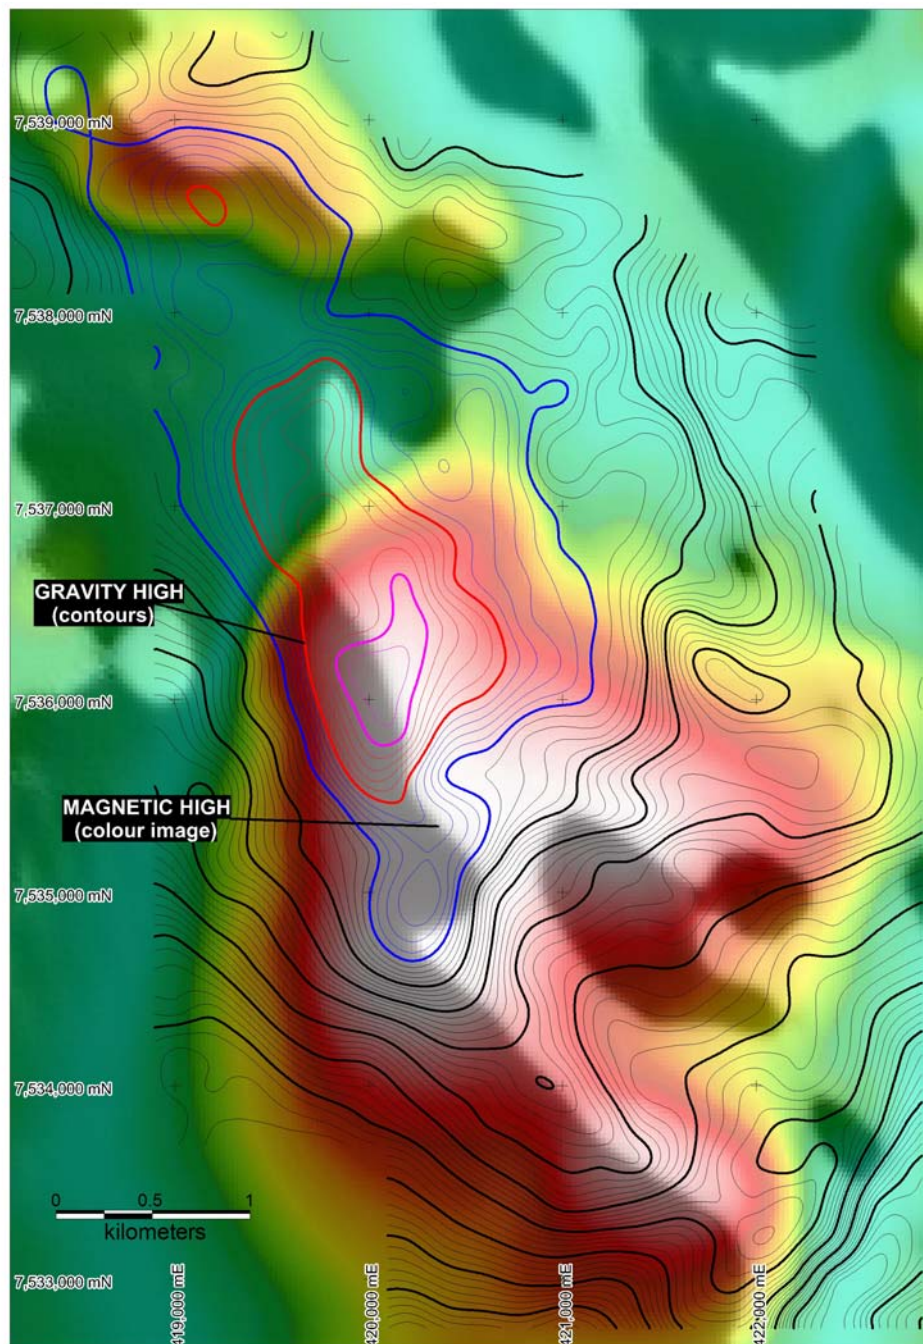 7,539,000 mN
7,538,000 mN
7,537,000 mN
GRAVITY HIGH
(contours)
7,536,000 mN
MAGNETIC HIGH
(colour image)
7,535,000 mN
7,534,000 mN
0 0.5 1
kilometers
7,533,000 mN
419,000 mE
420,000 mE
421,000 mE
422,000 mE